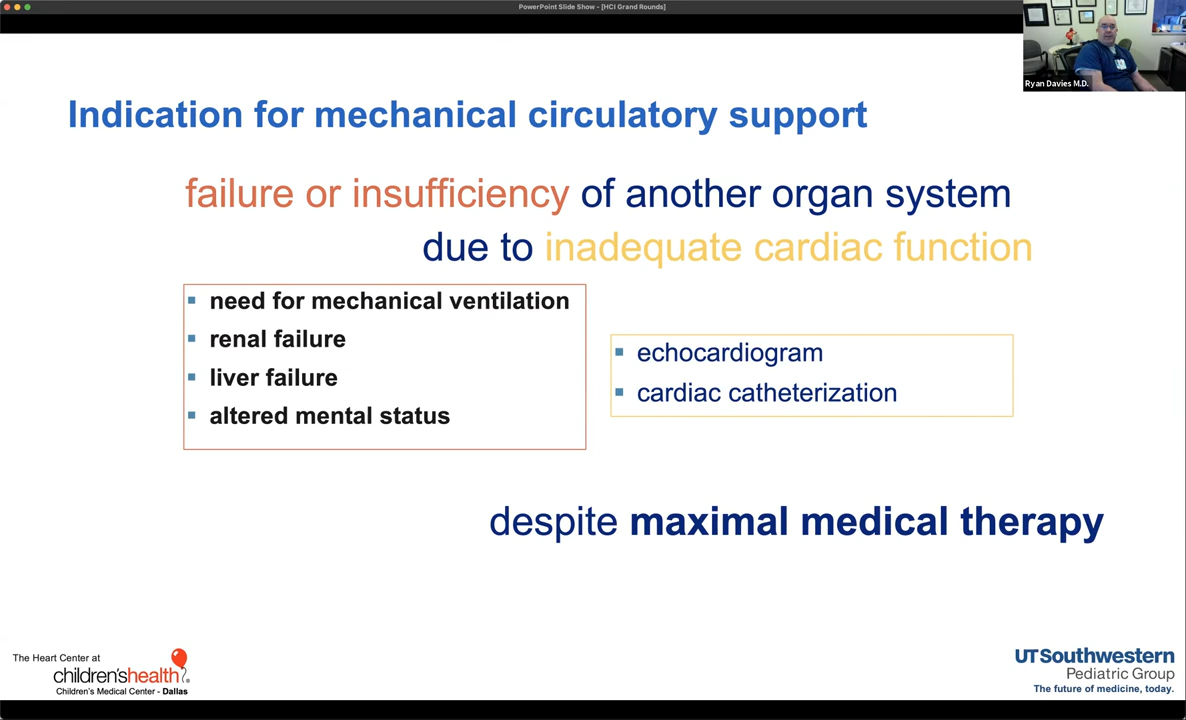 PowerPoint Slide Show - [HCI Grand Rounds]
Ryan Davies M.D.
Indication for mechanical circulatory support
failure or insufficiency of another organ system
due to inadequate cardiac function
need for mechanical ventilation
renal failure
liver failure
altered mental status
echocardiogram
cardiac catheterization
despite maximal medical therapy
The Heart Center at
children'shealth
Children's Medical Center - Dallas
UTSouthwestern
Pediatric Group
The future of medicine, today.